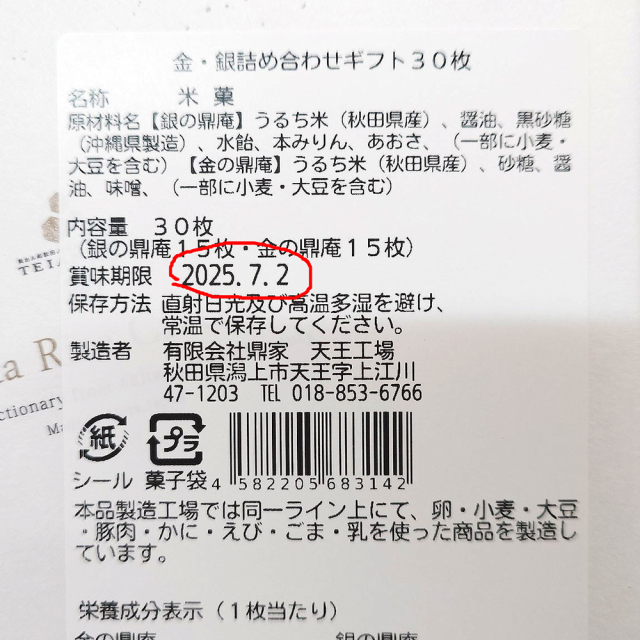 金・銀詰め合わせギフト30枚
名称 米菓
原材料名【銀の鼎庵】うるち米（秋田県産）、醤油、黒砂糖
（沖縄県製造）、水飴、本みりん、あおさ、（一部に小麦・
大豆を含む）【金の鼎庵】うるち米（秋田県産）、砂糖、醤
油、味噌、（一部に小麦・大豆を含む）
内容量 30枚
（銀の鼎庵15枚・金の鼎庵15枚）
賞味期限 2025.7.2
保存方法 直射日光及び高温多湿を避け、
常温で保存してください。
製造者 有限会社鼎家 天王工場
秋田県潟上市天王字上江川
47-1203 TEL 018-853-6766
紙 プラ
シール 菓子袋
4 582205 683142
本品製造工場では同一ライン上にて、卵・小麦・大豆
・豚肉・かに・えび・ごま・乳を使った商品を製造し
ています。
栄養成分表示（1枚当たり）
金の鼎庵 銀の鼎庵